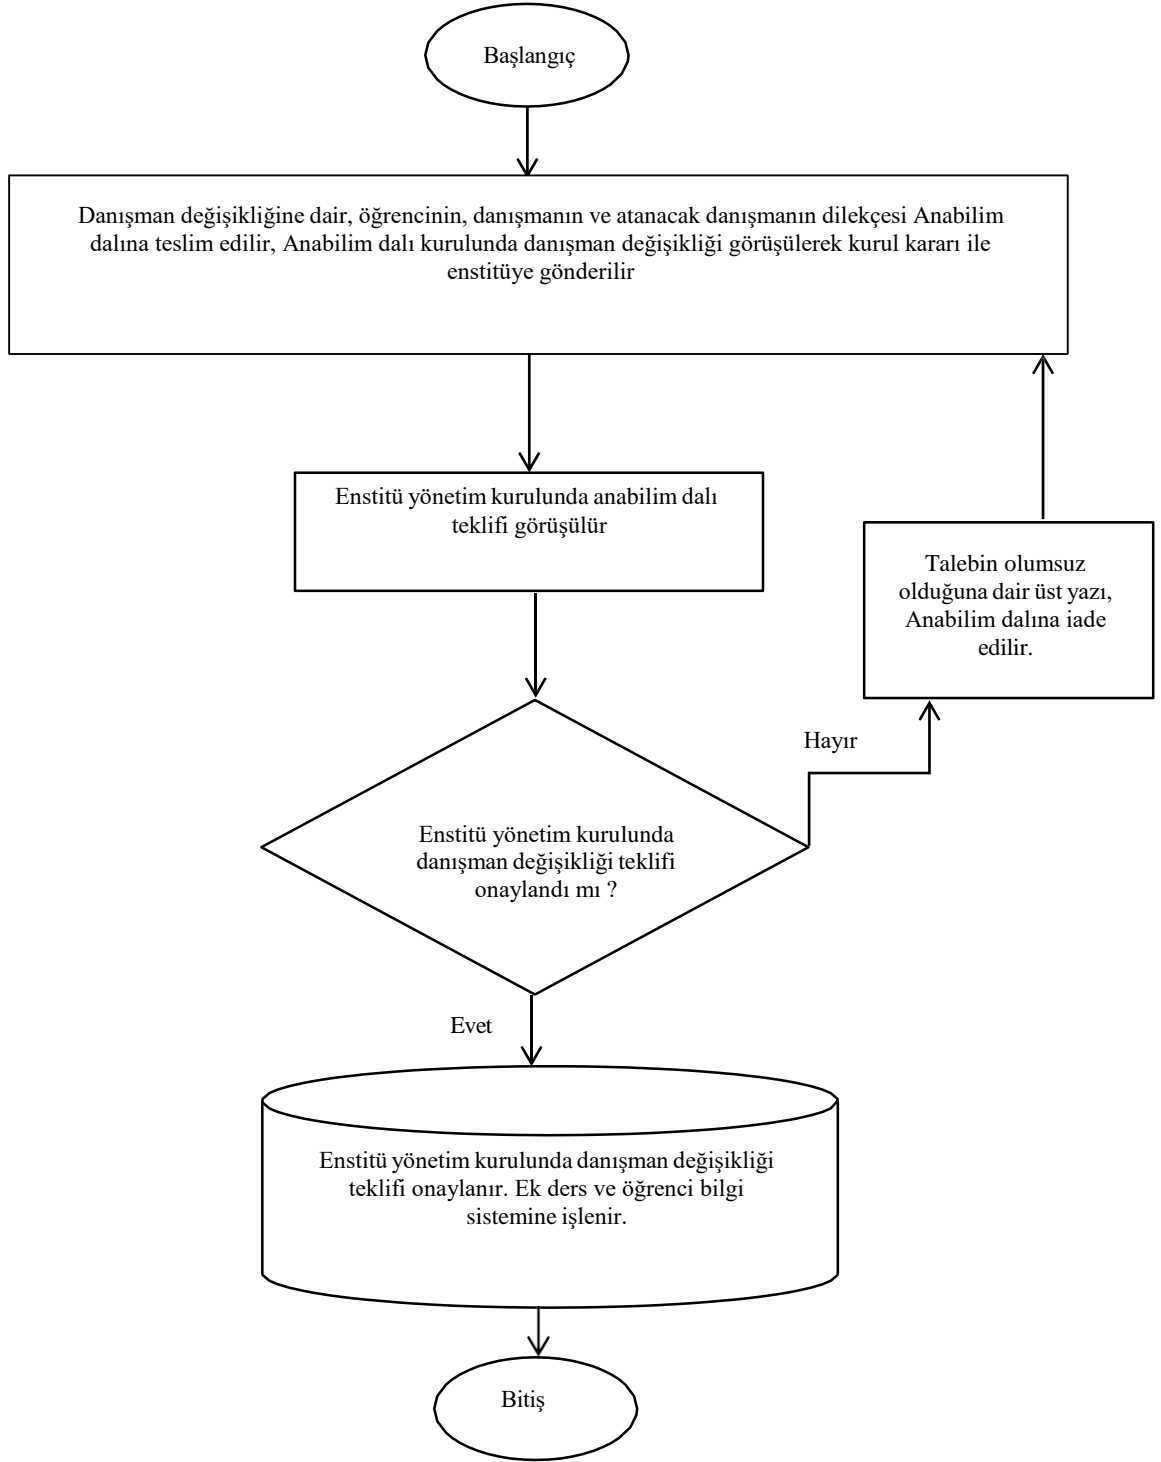 Başlangıç
Danışman değişikliğine dair, öğrencinin, danışmanın ve atanacak danışmanın dilekçesi Anabilim
dalına teslim edilir, Anabilim dalı kurulunda danışman değişikliği görüşülerek kurul kararı ile
enstitüye gönderilir
Enstitü yönetim kurulunda anabilim dalı
teklifi görüşülür
Talebin olumsuz
olduğuna dair üst yazı,
Anabilim dalına iade
edilir.
Hayır
Enstitü yönetim kurulunda
danışman değişikliği teklifi
onaylandı mı ?
Evet
Enstitü yönetim kurulunda danışman değişikliği
teklifi onaylanır. Ek ders ve öğrenci bilgi
sistemine işlenir.
Bitiş